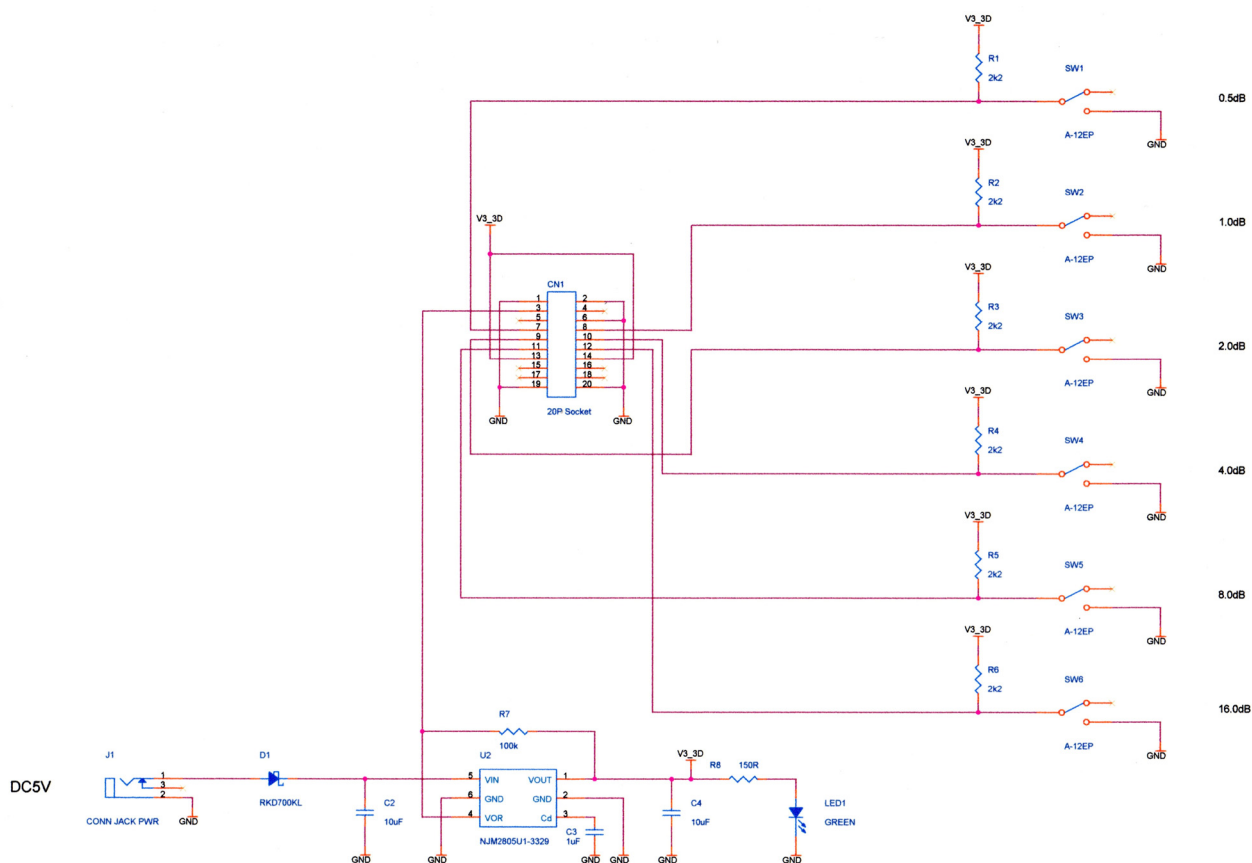 V3_3D
R1
2k2
SW1
0.5dB
A-12EP
GND
V3_3D
R2
2k2
SW2
1.0dB
A-12EP
GND
V3_3D
R3
2k2
SW3
2.0dB
A-12EP
GND
V3_3D
R4
2k2
SW4
4.0dB
A-12EP
GND
V3_3D
R5
2k2
SW5
8.0dB
A-12EP
GND
V3_3D
R6
2k2
SW6
16.0dB
A-12EP
GND
V3_3D
CN1
1 2
3 4
5 6
7 8
9 10
11 12
13 14
15 16
17 18
19 20
20P Socket
GND GND
R7
100k
DC5V
J1
1
3
2
CONN JACK PWR
GND
D1
RKD700KL
C2
10uF
GND
U2
5 VIN VOUT 1
6 GND GND 2
4 VOR Cd 3
NJM2805U1-3329
GND
C3
1uF
GND GND
V3_3D
C4
10uF
GND
R8 150R
LED1
GREEN
GND